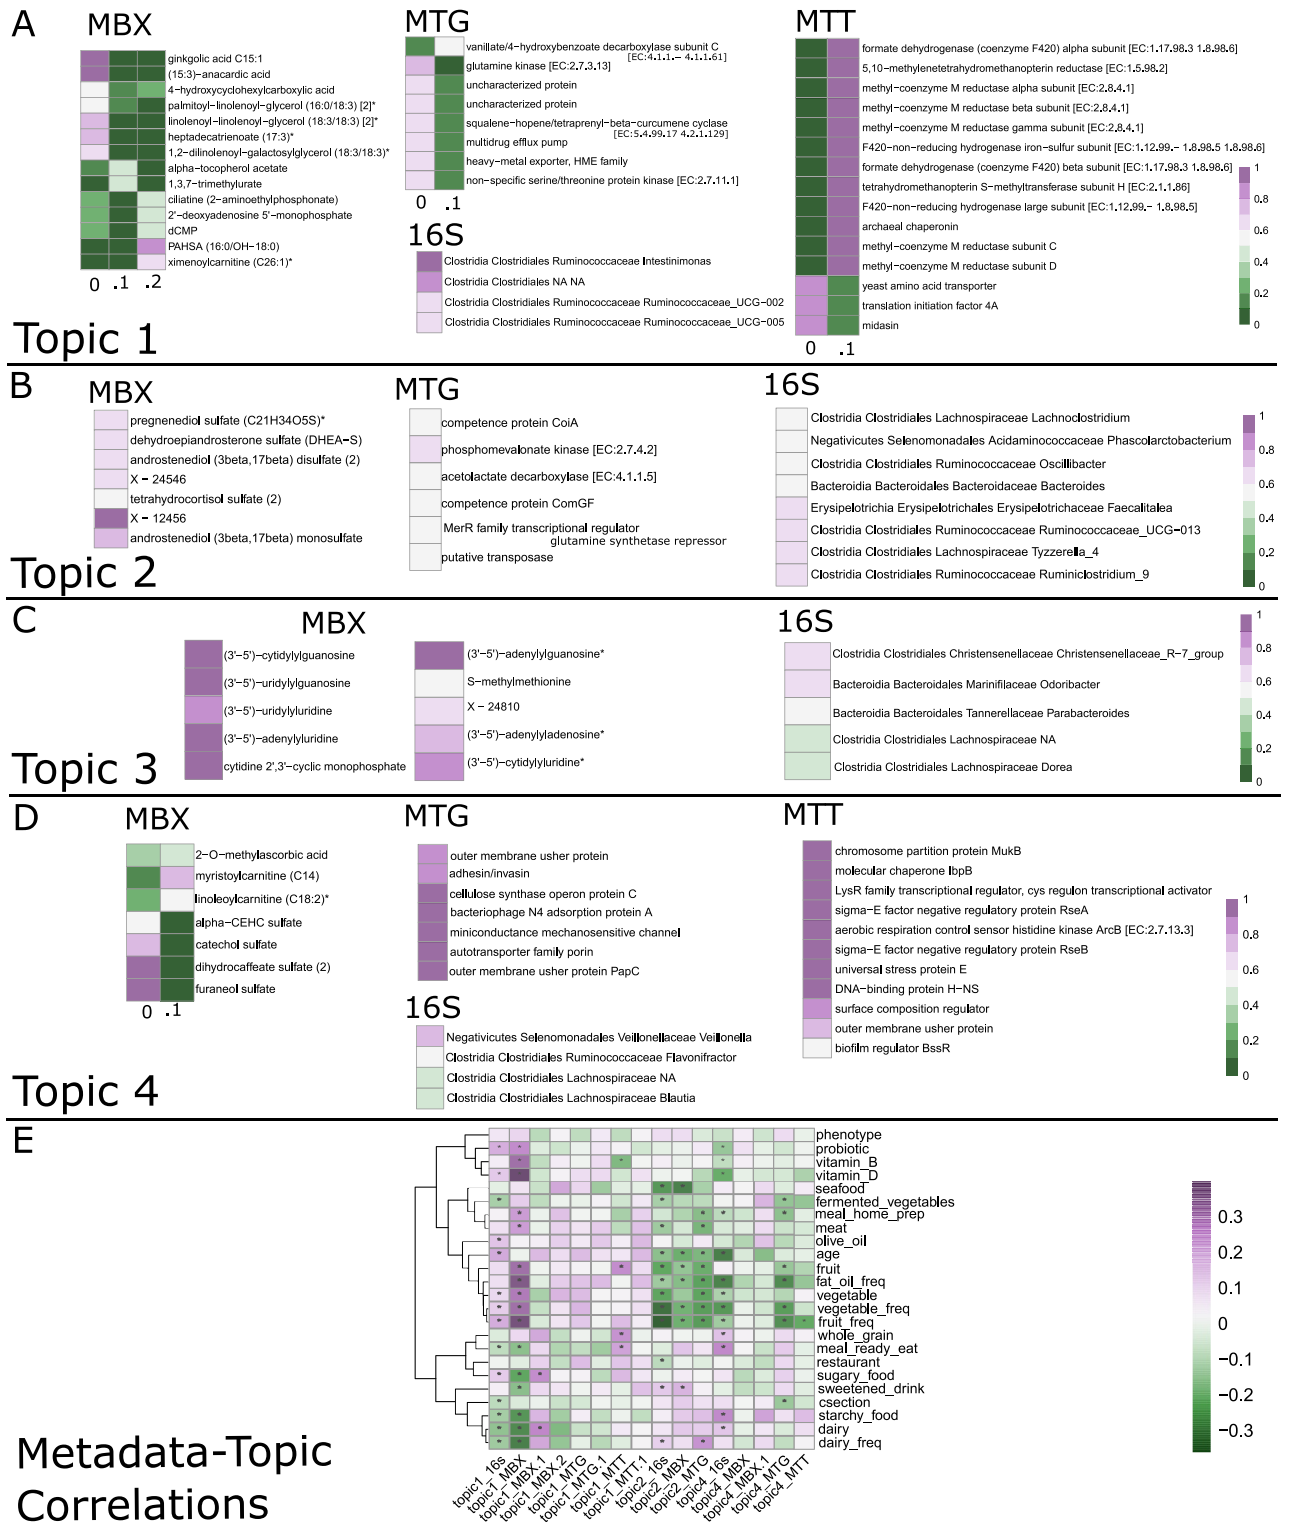 A
MBX
ginkgolic acid C15:1
(15:3)−anacardic acid
4−hydroxycyclohexylcarboxylic acid
palmitoyl−linolenoyl−glycerol (16:0/18:3) [2]*
linolenoyl−linolenoyl−glycerol (18:3/18:3) [2]*
heptadecatrienoate (17:3)*
1,2−dilinolenoyl−galactosylglycerol (18:3/18:3)*
alpha−tocopherol acetate
1,3,7−trimethylurate
ciliatine (2−aminoethylphosphonate)
2'−deoxyadenosine 5'−monophosphate
dCMP
PAHSA (16:0/OH−18:0)
ximenoylcarnitine (C26:1)*
0 .1 .2
MTG
vanillate/4−hydroxybenzoate decarboxylase subunit C
[EC:4.1.1.− 4.1.1.61]
glutamine kinase [EC:2.7.3.13]
uncharacterized protein
uncharacterized protein
squalene−hopene/tetraprenyl−beta−curcumene cyclase
[EC:5.4.99.17 4.2.1.129]
multidrug efflux pump
heavy−metal exporter, HME family
non−specific serine/threonine protein kinase [EC:2.7.11.1]
0 .1
16S
Clostridia Clostridiales Ruminococcaceae Intestinimonas
Clostridia Clostridiales NA NA
Clostridia Clostridiales Ruminococcaceae Ruminococcaceae_UCG−002
Clostridia Clostridiales Ruminococcaceae Ruminococcaceae_UCG−005
MTT
formate dehydrogenase (coenzyme F420) alpha subunit [EC:1.17.98.3 1.8.98.6]
5,10−methylenetetrahydromethanopterin reductase [EC:1.5.98.2]
methyl−coenzyme M reductase alpha subunit [EC:2.8.4.1]
methyl−coenzyme M reductase beta subunit [EC:2.8.4.1]
methyl−coenzyme M reductase gamma subunit [EC:2.8.4.1]
F420−non−reducing hydrogenase iron−sulfur subunit [EC:1.12.99.− 1.8.98.5 1.8.98.6]
formate dehydrogenase (coenzyme F420) beta subunit [EC:1.17.98.3 1.8.98.6]
tetrahydromethanopterin S−methyltransferase subunit H [EC:2.1.1.86]
F420−non−reducing hydrogenase large subunit [EC:1.12.99.− 1.8.98.5]
archaeal chaperonin
methyl−coenzyme M reductase subunit C
methyl−coenzyme M reductase subunit D
yeast amino acid transporter
translation initiation factor 4A
midasin
0 .1
1
0.8
0.6
0.4
0.2
0
Topic 1
B
MBX
pregnenediol sulfate (C21H34O5S)*
dehydroepiandrosterone sulfate (DHEA−S)
androstenediol (3beta,17beta) disulfate (2)
X − 24546
tetrahydrocortisol sulfate (2)
X − 12456
androstenediol (3beta,17beta) monosulfate
MTG
competence protein CoiA
phosphomevalonate kinase [EC:2.7.4.2]
acetolactate decarboxylase [EC:4.1.1.5]
competence protein ComGF
MerR family transcriptional regulator
glutamine synthetase repressor
putative transposase
16S
Clostridia Clostridiales Lachnospiraceae Lachnoclostridium
Negativicutes Selenomonadales Acidaminococcaceae Phascolarctobacterium
Clostridia Clostridiales Ruminococcaceae Oscillibacter
Bacteroidia Bacteroidales Bacteroidaceae Bacteroides
Erysipelotrichia Erysipelotrichales Erysipelotrichaceae Faecalitalea
Clostridia Clostridiales Ruminococcaceae Ruminococcaceae_UCG−013
Clostridia Clostridiales Lachnospiraceae Tyzzerella_4
Clostridia Clostridiales Ruminococcaceae Ruminiclostridium_9
1
0.8
0.6
0.4
0.2
0
Topic 2
C
MBX
(3'−5')−cytidylylguanosine
(3'−5')−uridylylguanosine
(3'−5')−uridylyluridine
(3'−5')−adenylyluridine
cytidine 2',3'−cyclic monophosphate
(3'−5')−adenylylguanosine*
S−methylmethionine
X − 24810
(3'−5')−adenylyladenosine*
(3'−5')−cytidylyluridine*
16S
Clostridia Clostridiales Christensenellaceae Christensenellaceae_R−7_group
Bacteroidia Bacteroidales Marinifilaceae Odoribacter
Bacteroidia Bacteroidales Tannerellaceae Parabacteroides
Clostridia Clostridiales Lachnospiraceae NA
Clostridia Clostridiales Lachnospiraceae Dorea
1
0.8
0.6
0.4
0.2
0
Topic 3
D
MBX
2−O−methylascorbic acid
myristoylcarnitine (C14)
linoleoylcarnitine (C18:2)*
alpha−CEHC sulfate
catechol sulfate
dihydrocaffeate sulfate (2)
furaneol sulfate
0 .1
MTG
outer membrane usher protein
adhesin/invasin
cellulose synthase operon protein C
bacteriophage N4 adsorption protein A
miniconductance mechanosensitive channel
autotransporter family porin
outer membrane usher protein PapC
16S
Negativicutes Selenomonadales Veillonellaceae Veillonella
Clostridia Clostridiales Ruminococcaceae Flavonifractor
Clostridia Clostridiales Lachnospiraceae NA
Clostridia Clostridiales Lachnospiraceae Blautia
MTT
chromosome partition protein MukB
molecular chaperone IbpB
LysR family transcriptional regulator, cys regulon transcriptional activator
sigma−E factor negative regulatory protein RseA
aerobic respiration control sensor histidine kinase ArcB [EC:2.7.13.3]
sigma−E factor negative regulatory protein RseB
universal stress protein E
DNA−binding protein H−NS
surface composition regulator
outer membrane usher protein
biofilm regulator BssR
1
0.8
0.6
0.4
0.2
0
Topic 4
E
phenotype
probiotic
vitamin_B
vitamin_D
seafood
fermented_vegetables
meal_home_prep
meat
olive_oil
age
fruit
fat_oil_freq
vegetable
vegetable_freq
fruit_freq
whole_grain
meal_ready_eat
restaurant
sugary_food
sweetened_drink
csection
starchy_food
dairy
dairy_freq
topic1_16s
topic1_MBX
topic1_MBX.1
topic1_MBX.2
topic1_MTG
topic1_MTG.1
topic1_MTT
topic1_MTT.1
topic2_16s
topic2_MBX
topic2_MTG
topic4_16s
topic4_MBX
topic4_MBX.1
topic4_MTG
topic4_MTT
0.3
0.2
0.1
0
−0.1
−0.2
−0.3
Metadata-Topic
Correlations